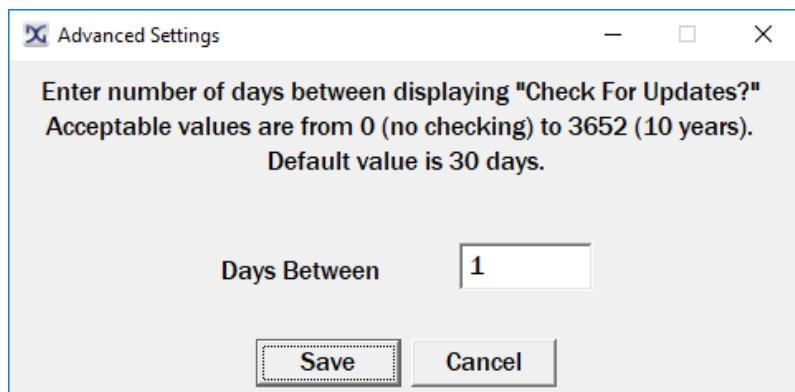 Advanced Settings
Enter number of days between displaying "Check For Updates?"
Acceptable values are from 0 (no checking) to 3652 (10 years).
Default value is 30 days.
Days Between 1
Save Cancel